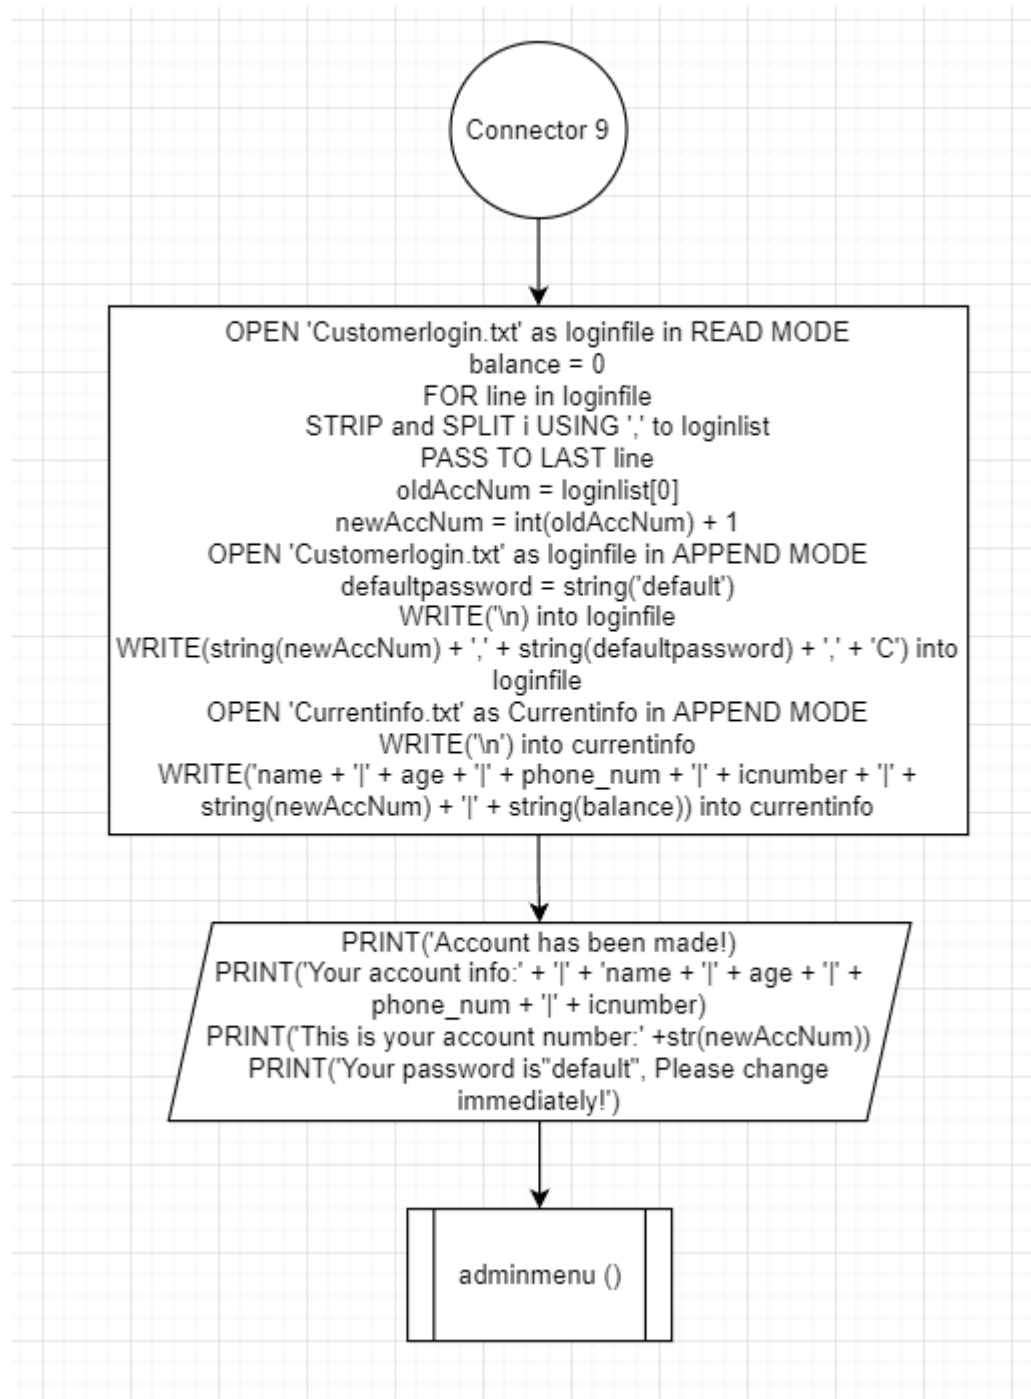 Connector 9
OPEN 'Customerlogin.txt' as loginfile in READ MODE
balance = 0
FOR line in loginfile
STRIP and SPLIT i USING ',' to loginlist
PASS TO LAST line
oldAccNum = loginlist[0]
newAccNum = int(oldAccNum) + 1
OPEN 'Customerlogin.txt' as loginfile in APPEND MODE
defaultpassword = string('default')
WRITE('\n) into loginfile
WRITE(string(newAccNum) + ',' + string(defaultpassword) + ',' + 'C') into
loginfile
OPEN 'Currentinfo.txt' as Currentinfo in APPEND MODE
WRITE('\n') into currentinfo
WRITE('name + '|' + age + '|' + phone_num + '|' + icnumber + '|' +
string(newAccNum) + '|' + string(balance)) into currentinfo
PRINT('Account has been made!)
PRINT('Your account info:' + '|' + 'name + '|' + age + '|' +
phone_num + '|' + icnumber)
PRINT('This is your account number:' +str(newAccNum))
PRINT('Your password is"default", Please change
immediately!')
adminmenu ()